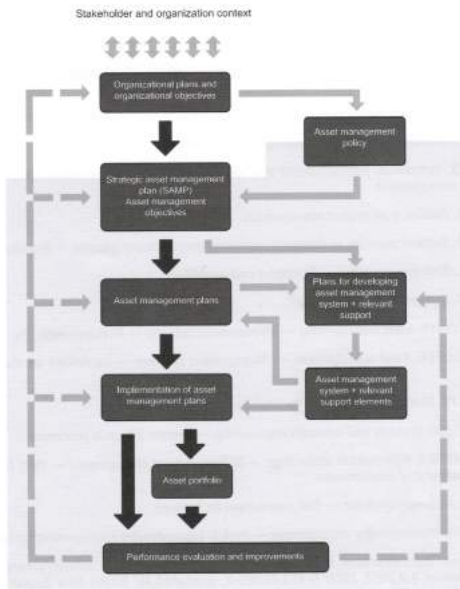 Stakeholder and organization context
Organizational plans and
organizational objectives
Asset management
policy
Strategic asset management
plan (SAMP)
Asset management
objectives
Plans for developing
asset management
system + relevant
support
Asset management plans
Implementation of asset
management plans
Asset management
system + relevant
support elements
Asset portfolio
Performance evaluation and improvements